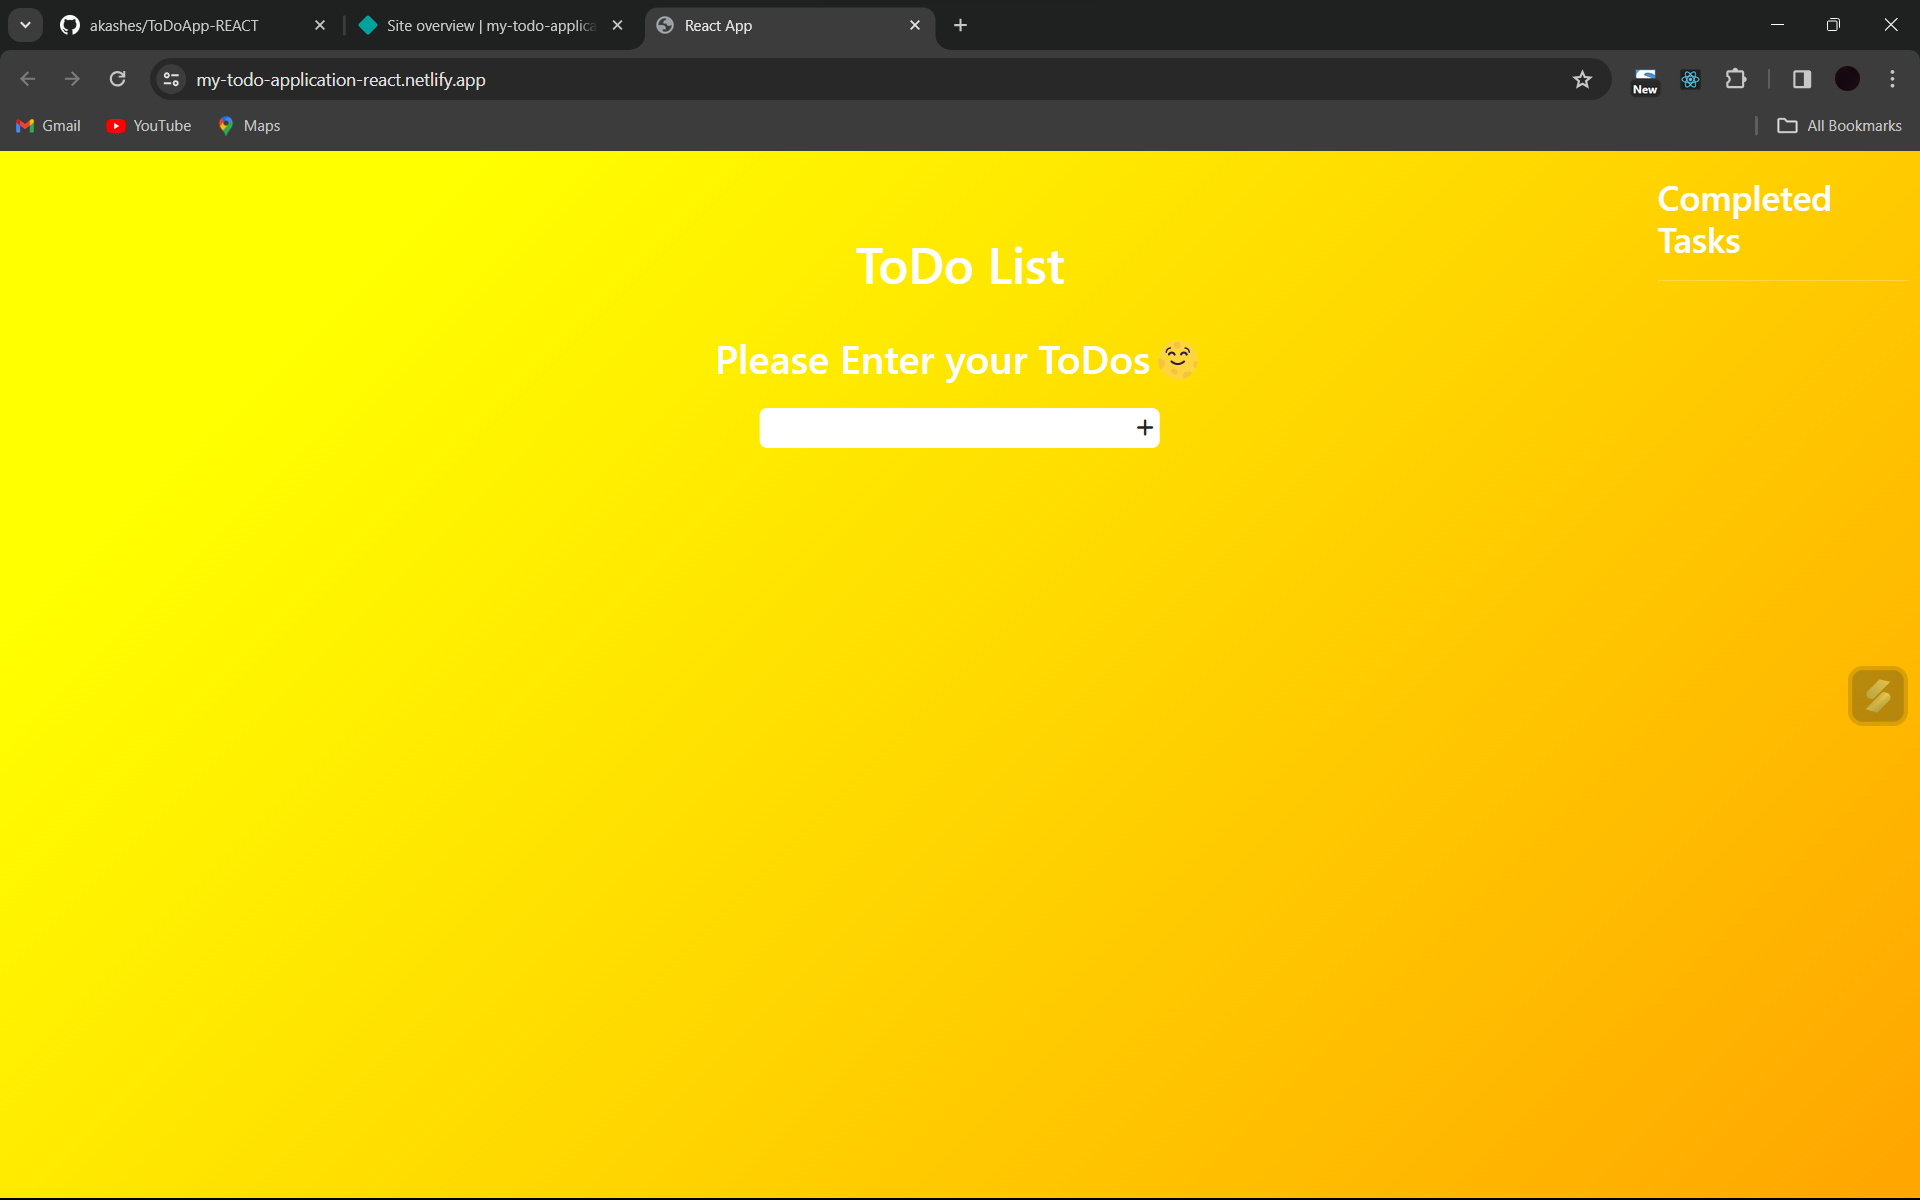 akashes/ToDoApp-REACT
Site overview | my-todo-applica
React App
my-todo-application-react.netlify.app
New
Gmail
YouTube
Maps
All Bookmarks
Completed
Tasks
ToDo List
Please Enter your ToDos😊
+